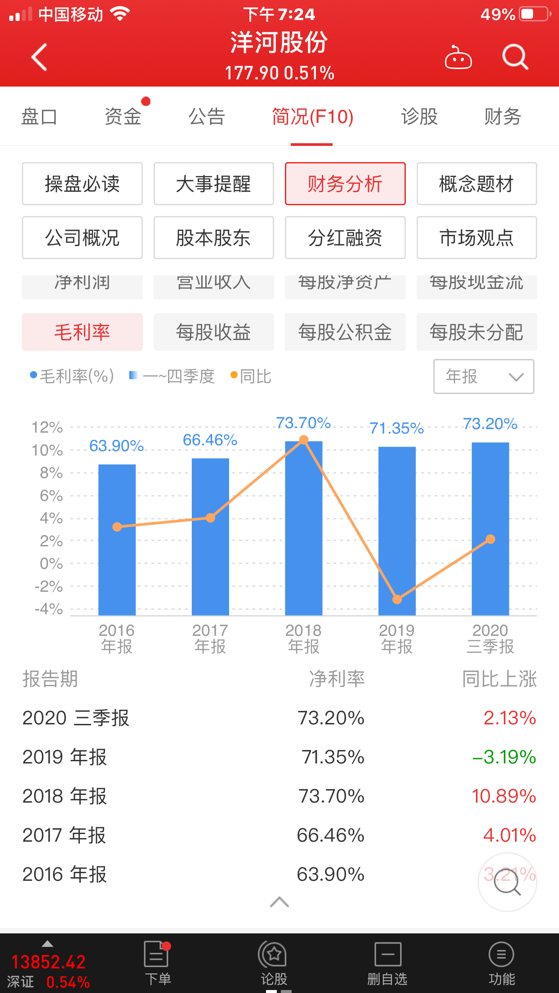 中国移动 下午7:24 49%
洋河股份
177.90 0.51%
盘口 资金 公告 简况(F10) 诊股 财务
操盘必读 大事提醒 财务分析 概念题材
公司概况 股本股东 分红融资 市场观点
净利润 营业收入 每股净资产 每股现金流
毛利率 每股收益 每股公积金 每股未分配
毛利率(%) 一~四季度 同比 年报
12%
10%
8%
6%
4%
2%
0%
-2%
-4%
63.90% 66.46% 73.70% 71.35% 73.20%
2016 2017 2018 2019 2020
年报 年报 年报 年报 三季报
报告期 净利率 同比上涨
2020 三季报 73.20% 2.13%
2019 年报 71.35% -3.19%
2018 年报 73.70% 10.89%
2017 年报 66.46% 4.01%
2016 年报 63.90% 3.21%
13852.42
深证 0.54%
下单 论股 删自选 功能